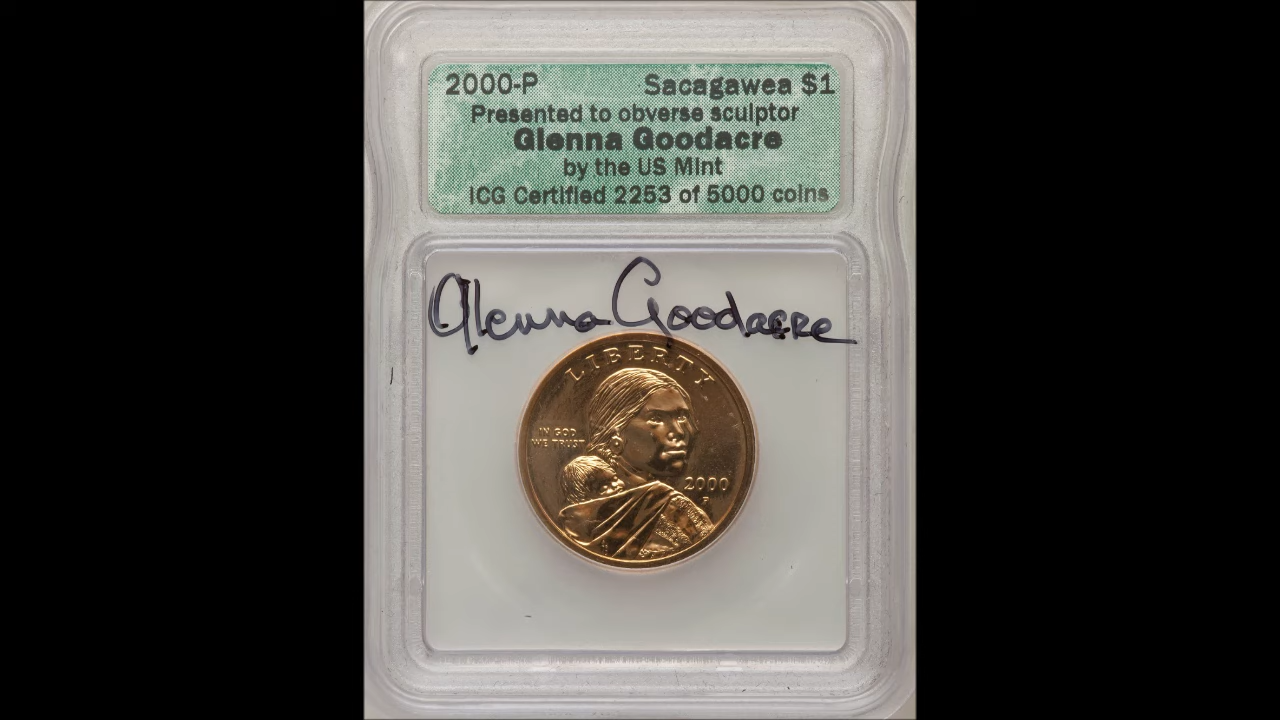 2000-P Sacagawea $1
Presented to obverse sculptor
Glenna Goodacre
by the US Mint
ICG Certified 2253 of 5000 coins
Glenna Goodacre
LIBERTY
IN GOD
WE TRUST
2000
P